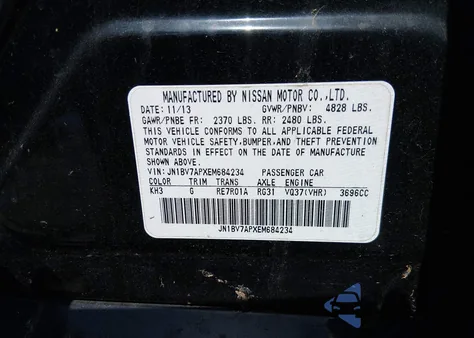 MANUFACTURED BY NISSAN MOTOR CO.,LTD.
DATE: 11/13 GVWR/PNBV: 4828 LBS.
GAWR/PNBE FR: 2370 LBS. RR: 2480 LBS.
THIS VEHICLE CONFORMS TO ALL APPLICABLE FEDERAL
MOTOR VEHICLE SAFETY, BUMPER, AND THEFT PREVENTION
STANDARDS IN EFFECT ON THE DATE OF MANUFACTURE
SHOWN ABOVE.
VIN: JN1BV7APXEM684234 PASSENGER CAR
COLOR TRIM TRANS AXLE ENGINE
KH3 G RE7R01A RG31 VQ37(VHR) 3696CC
JN1BV7APXEM684234